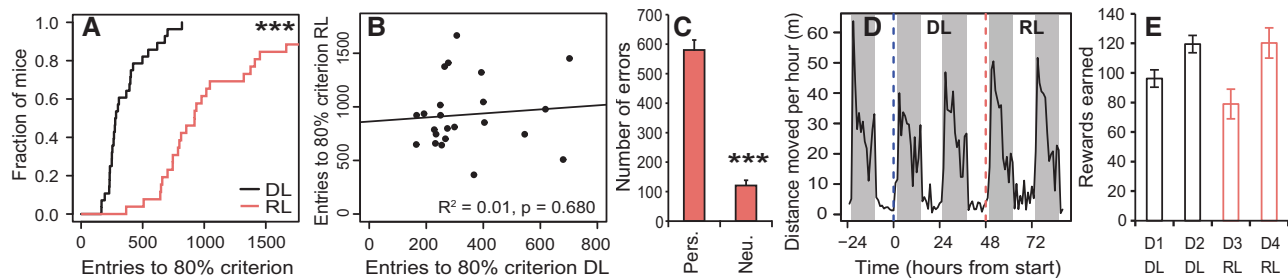 A
***
Fraction of mice
1.0
0.8
0.6
0.4
0.2
0.0
DL
RL
0
500
1000
1500
Entries to 80% criterion
B
Entries to 80% criterion RL
1500
1000
500
0
R² = 0.01, p = 0.680
0
200
400
600
800
Entries to 80% criterion DL
C
Number of errors
700
600
500
400
300
200
100
0
***
Pers.
Neu.
D
DL
RL
Distance moved per hour (m)
60
50
40
30
20
10
0
−24
0
24
48
72
Time (hours from start)
E
Rewards earned
140
120
100
80
60
40
20
0
D1 D2 D3 D4
DL DL RL RL